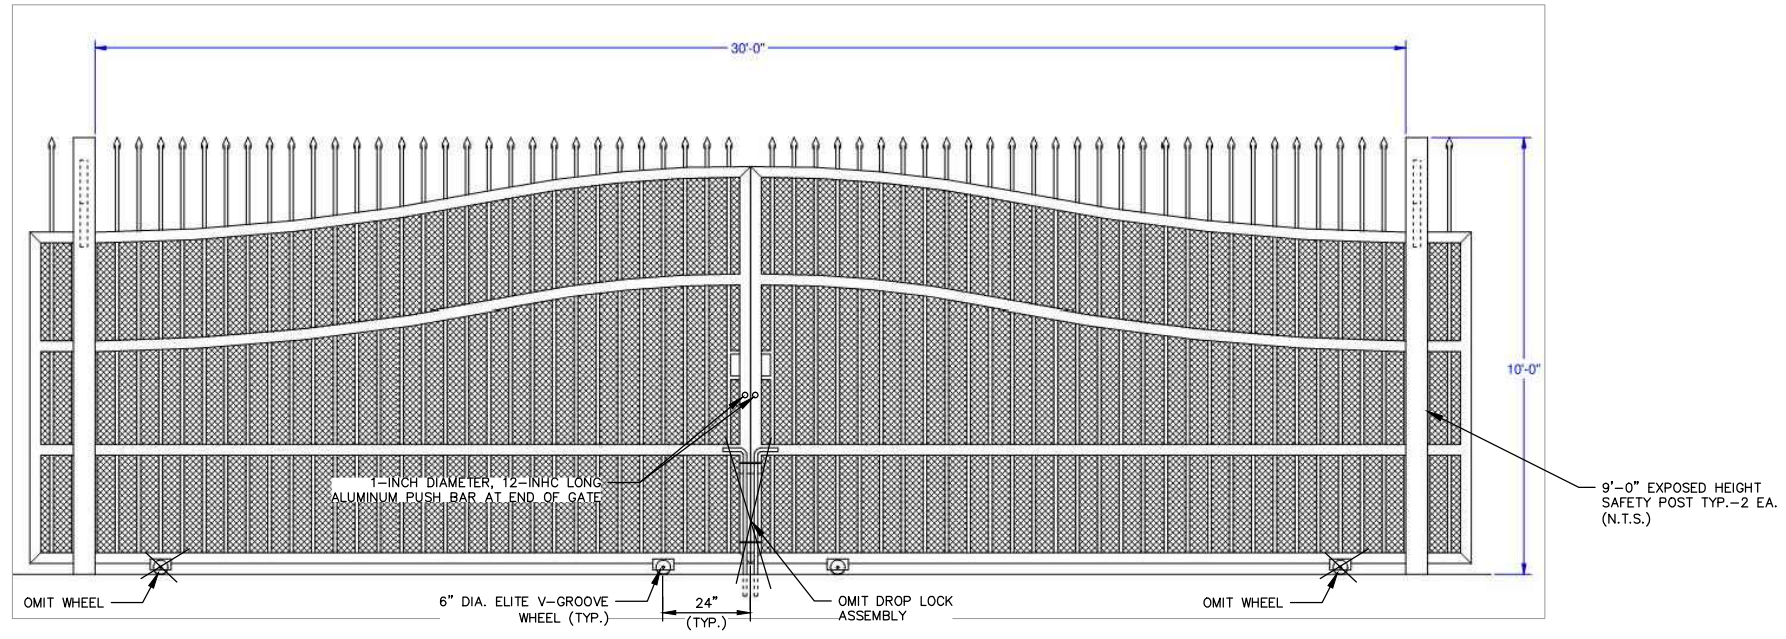 30'-0"
10'-0"
1-INCH DIAMETER, 12-INHC LONG
ALUMINUM PUSH BAR AT END OF GATE
9'-0" EXPOSED HEIGHT
SAFETY POST TYP.-2 EA.
(N.T.S.)
OMIT WHEEL
6" DIA. ELITE V-GROOVE
WHEEL (TYP.)
24"
(TYP.)
OMIT DROP LOCK
ASSEMBLY
OMIT WHEEL